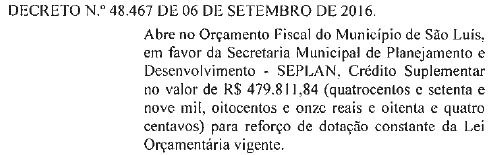 DECRETO N.º 48.467 DE 06 DE SETEMBRO DE 2016.
Abre no Orçamento Fiscal do Município de São Luís,
em favor da Secretaria Municipal de Planejamento e
Desenvolvimento - SEPLAN, Crédito Suplementar
no valor de R$ 479.811,84 (quatrocentos e setenta e
nove mil, oitocentos e onze reais e oitenta e quatro
centavos) para reforço de dotação constante da Lei
Orçamentária vigente.